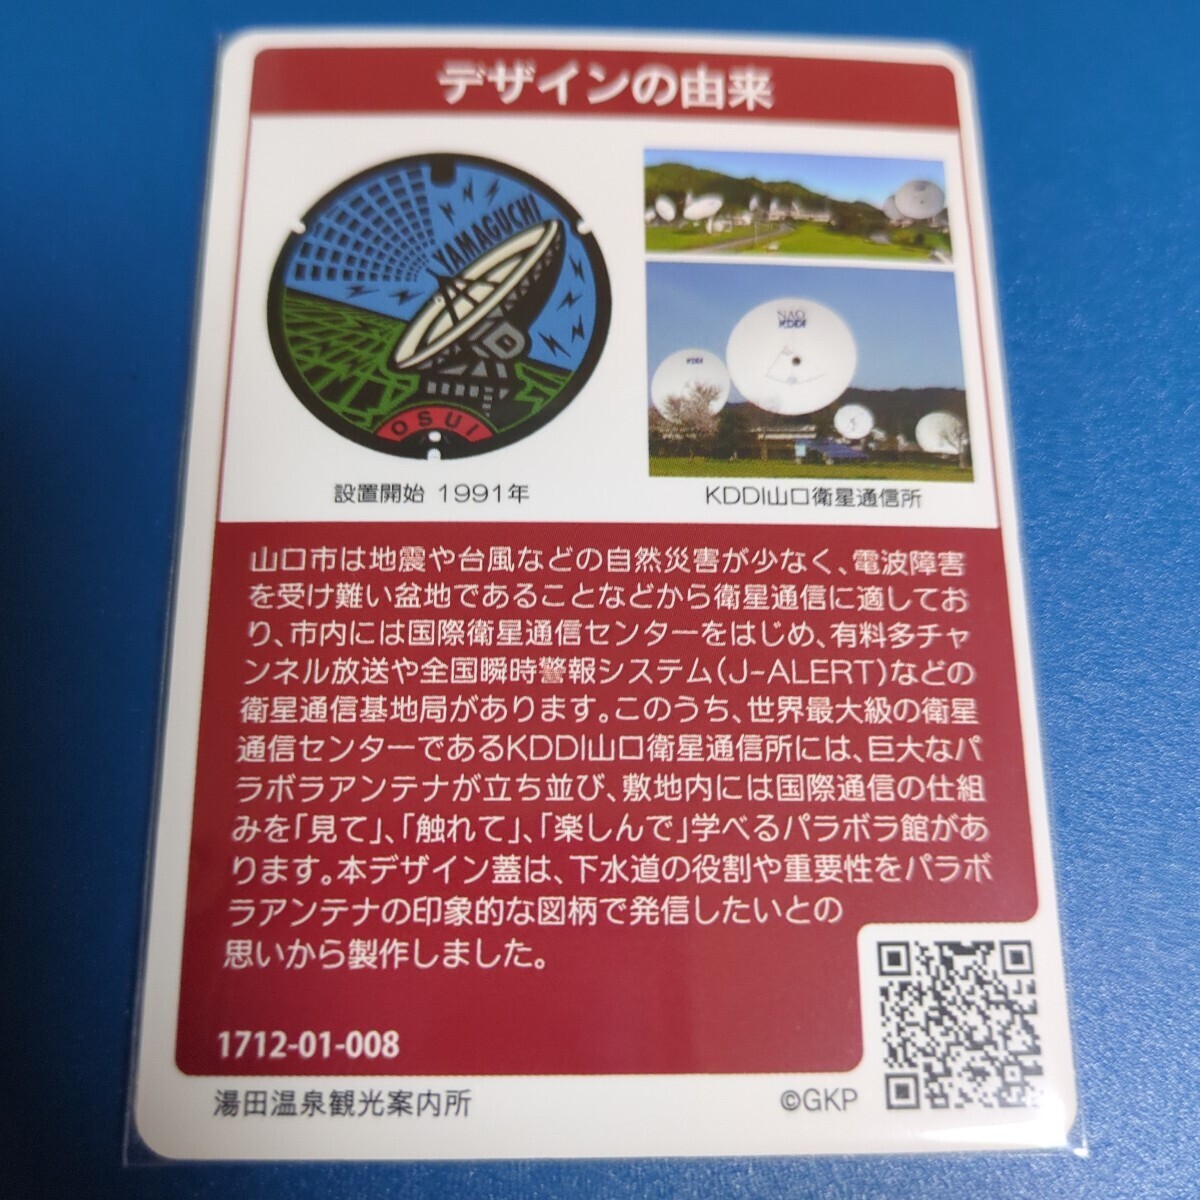 デザインの由来
YAMAGUCHI
OSUI
NAO
KDDI
KDDI
設置開始 1991年
KDDI山口衛星通信所
山口市は地震や台風などの自然災害が少なく、電波障害
を受け難い盆地であることなどから衛星通信に適してお
り、市内には国際衛星通信センターをはじめ、有料多チャ
ンネル放送や全国瞬時警報システム(J-ALERT)などの
衛星通信基地局があります。このうち、世界最大級の衛星
通信センターであるKDDI山口衛星通信所には、巨大なパ
ラボラアンテナが立ち並び、敷地内には国際通信の仕組
みを「見て」、「触れて」、「楽しんで」学べるパラボラ館があ
ります。本デザイン蓋は、下水道の役割や重要性をパラボ
ラアンテナの印象的な図柄で発信したいとの
思いから製作しました。
1712-01-008
湯田温泉観光案内所
©GKP